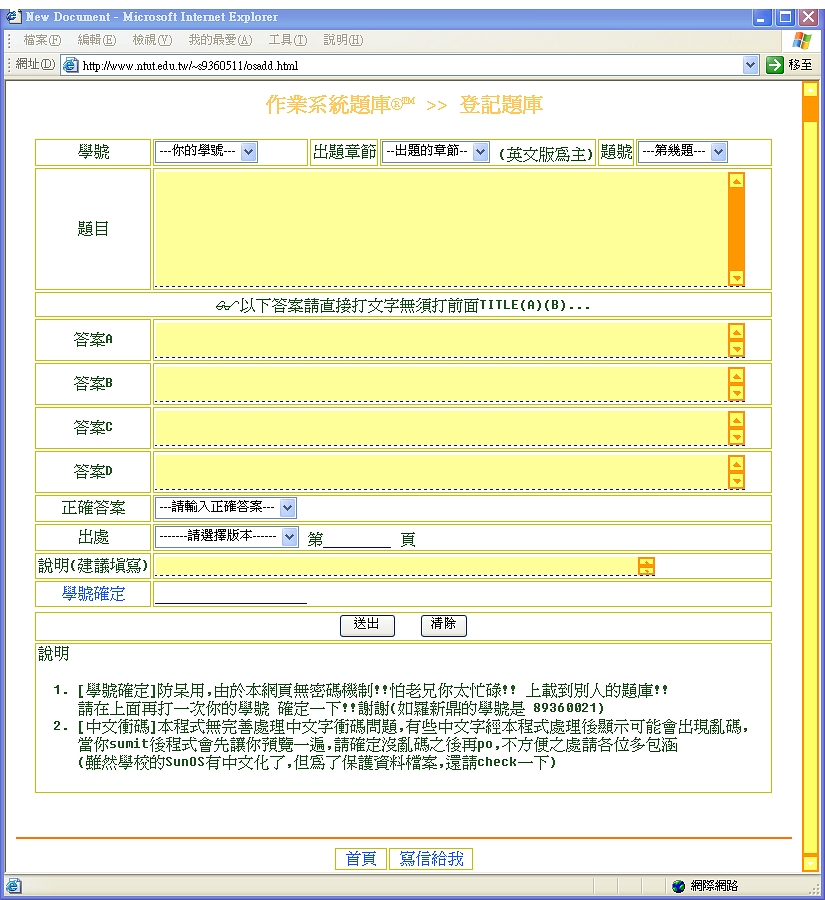 New Document - Microsoft Internet Explorer
檔案(F) 編輯(E) 檢視(V) 我的最愛(A) 工具(T) 說明(H)
網址(D) http://www.ntut.edu.tw/~s9360511/osadd.html 移至
作業系統題庫®™ >> 登記題庫
學號 ---你的學號--- 出題章節 --出題的章節-- (英文版為主) 題號 ---第幾題---
題目
以下答案請直接打文字無須打前面TITLE(A)(B)...
答案A
答案B
答案C
答案D
正確答案 ---請輸入正確答案---
出處 -------請選擇版本------ 第 頁
說明(建議填寫)
學號確定
送出 清除
說明
1. [學號確定]防呆用,由於本網頁無密碼機制!!怕老兄你太忙碌!! 上載到別人的題庫!!
請在上面再打一次你的學號 確定一下!!謝謝(如羅新鼎的學號是 89360021)
2. [中文衝碼]本程式無完善處理中文字衝碼問題,有些中文字經本程式處理後顯示可能會出現亂碼,
當你sumit後程式會先讓你預覽一遍,請確定沒亂碼之後再po,不方便之處請各位多包涵
(雖然學校的SunOS有中文化了,但為了保護資料檔案,還請check一下)
首頁 寫信給我
網際網路